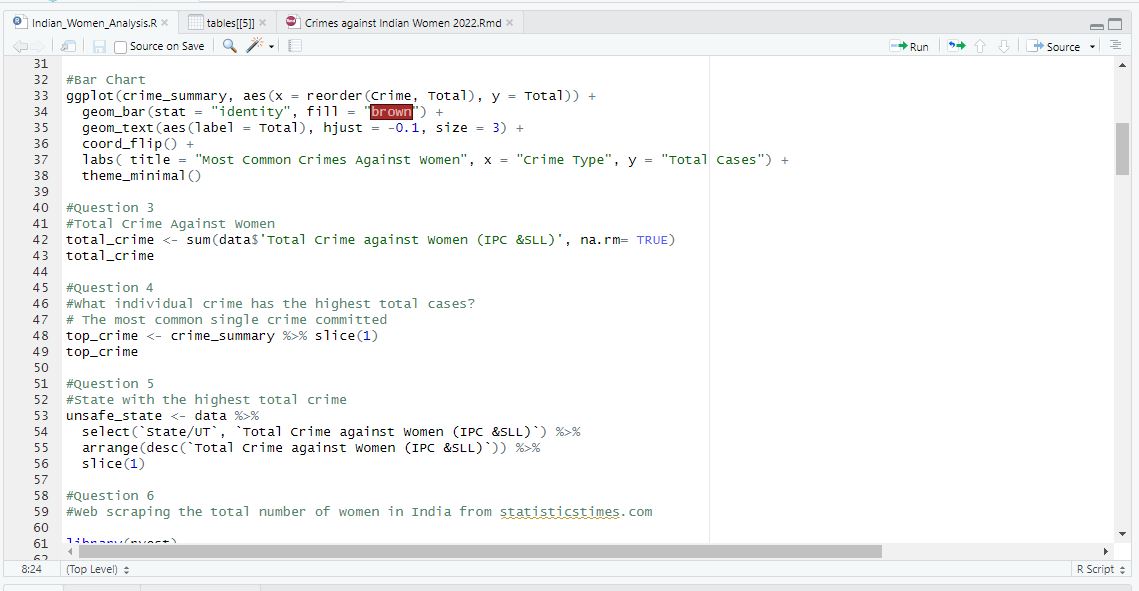 Indian_Women_Analysis.R × tables[[5]] × Crimes against Indian Women 2022.Rmd ×
Source on Save Run Source
31
32 #Bar Chart
33 ggplot(crime_summary, aes(x = reorder(Crime, Total), y = Total)) +
34 geom_bar(stat = "identity", fill = "brown") +
35 geom_text(aes(label = Total), hjust = -0.1, size = 3) +
36 coord_flip() +
37 labs( title = "Most Common Crimes Against Women", x = "Crime Type", y = "Total Cases") +
38 theme_minimal()
39
40 #Question 3
41 #Total Crime Against Women
42 total_crime <- sum(data$'Total Crime against Women (IPC &SLL)', na.rm= TRUE)
43 total_crime
44
45 #Question 4
46 #What individual crime has the highest total cases?
47 # The most common single crime committed
48 top_crime <- crime_summary %>% slice(1)
49 top_crime
50
51 #Question 5
52 #State with the highest total crime
53 unsafe_state <- data %>%
54 select(`State/UT`, `Total Crime against Women (IPC &SLL)`) %>%
55 arrange(desc(`Total Crime against Women (IPC &SLL)`)) %>%
56 slice(1)
57
58 #Question 6
59 #Web scraping the total number of women in India from statisticstimes.com
60
61 library(rvest)
62
8:24 (Top Level) R Script